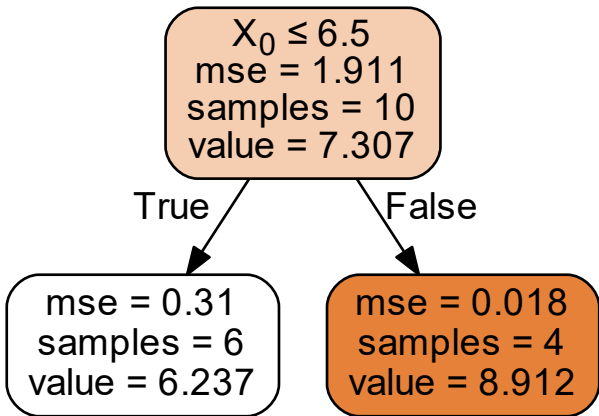 X₀ ≤ 6.5
mse = 1.911
samples = 10
value = 7.307
True
False
mse = 0.31
samples = 6
value = 6.237
mse = 0.018
samples = 4
value = 8.912